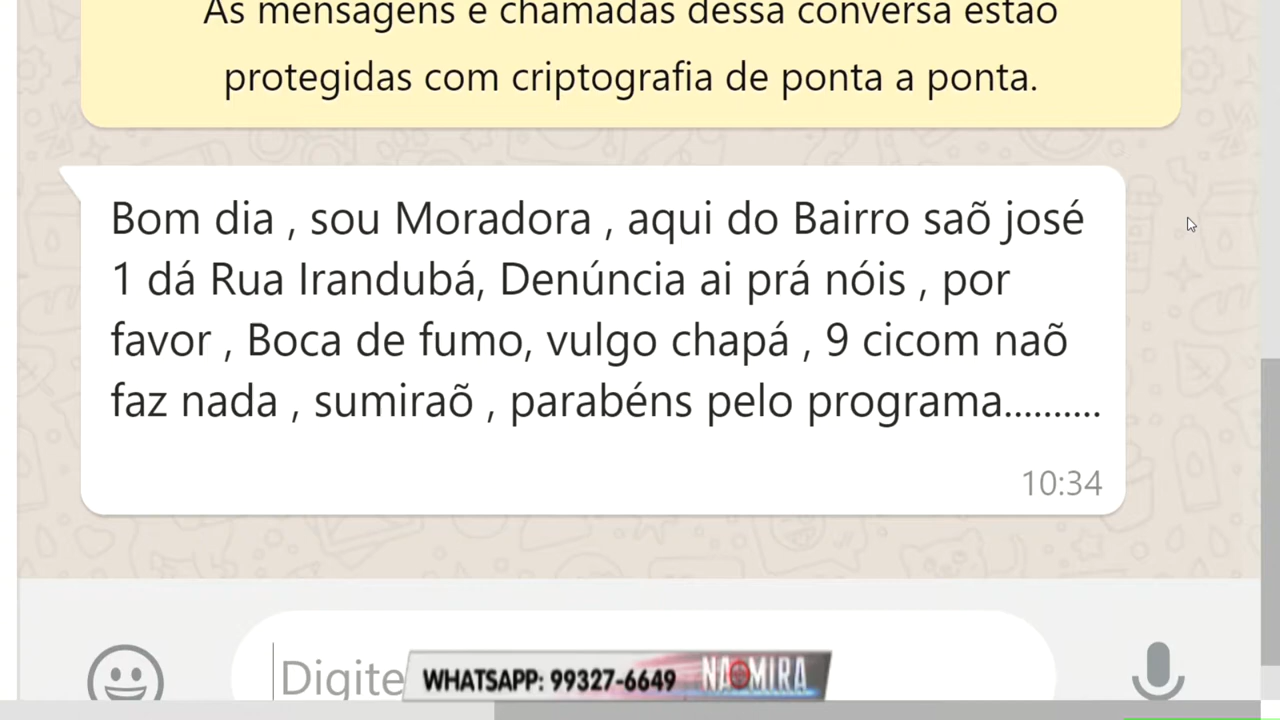 As mensagens e chamadas dessa conversa estão
protegidas com criptografia de ponta a ponta.
Bom dia , sou Moradora , aqui do Bairro saõ josé
1 dá Rua Irandubá, Denúncia ai prá nóis , por
favor , Boca de fumo, vulgo chapá , 9 cicom naõ
faz nada , sumiraõ , parabéns pelo programa..........
10:34
Digite
WHATSAPP: 99327-6649 NA MIRA